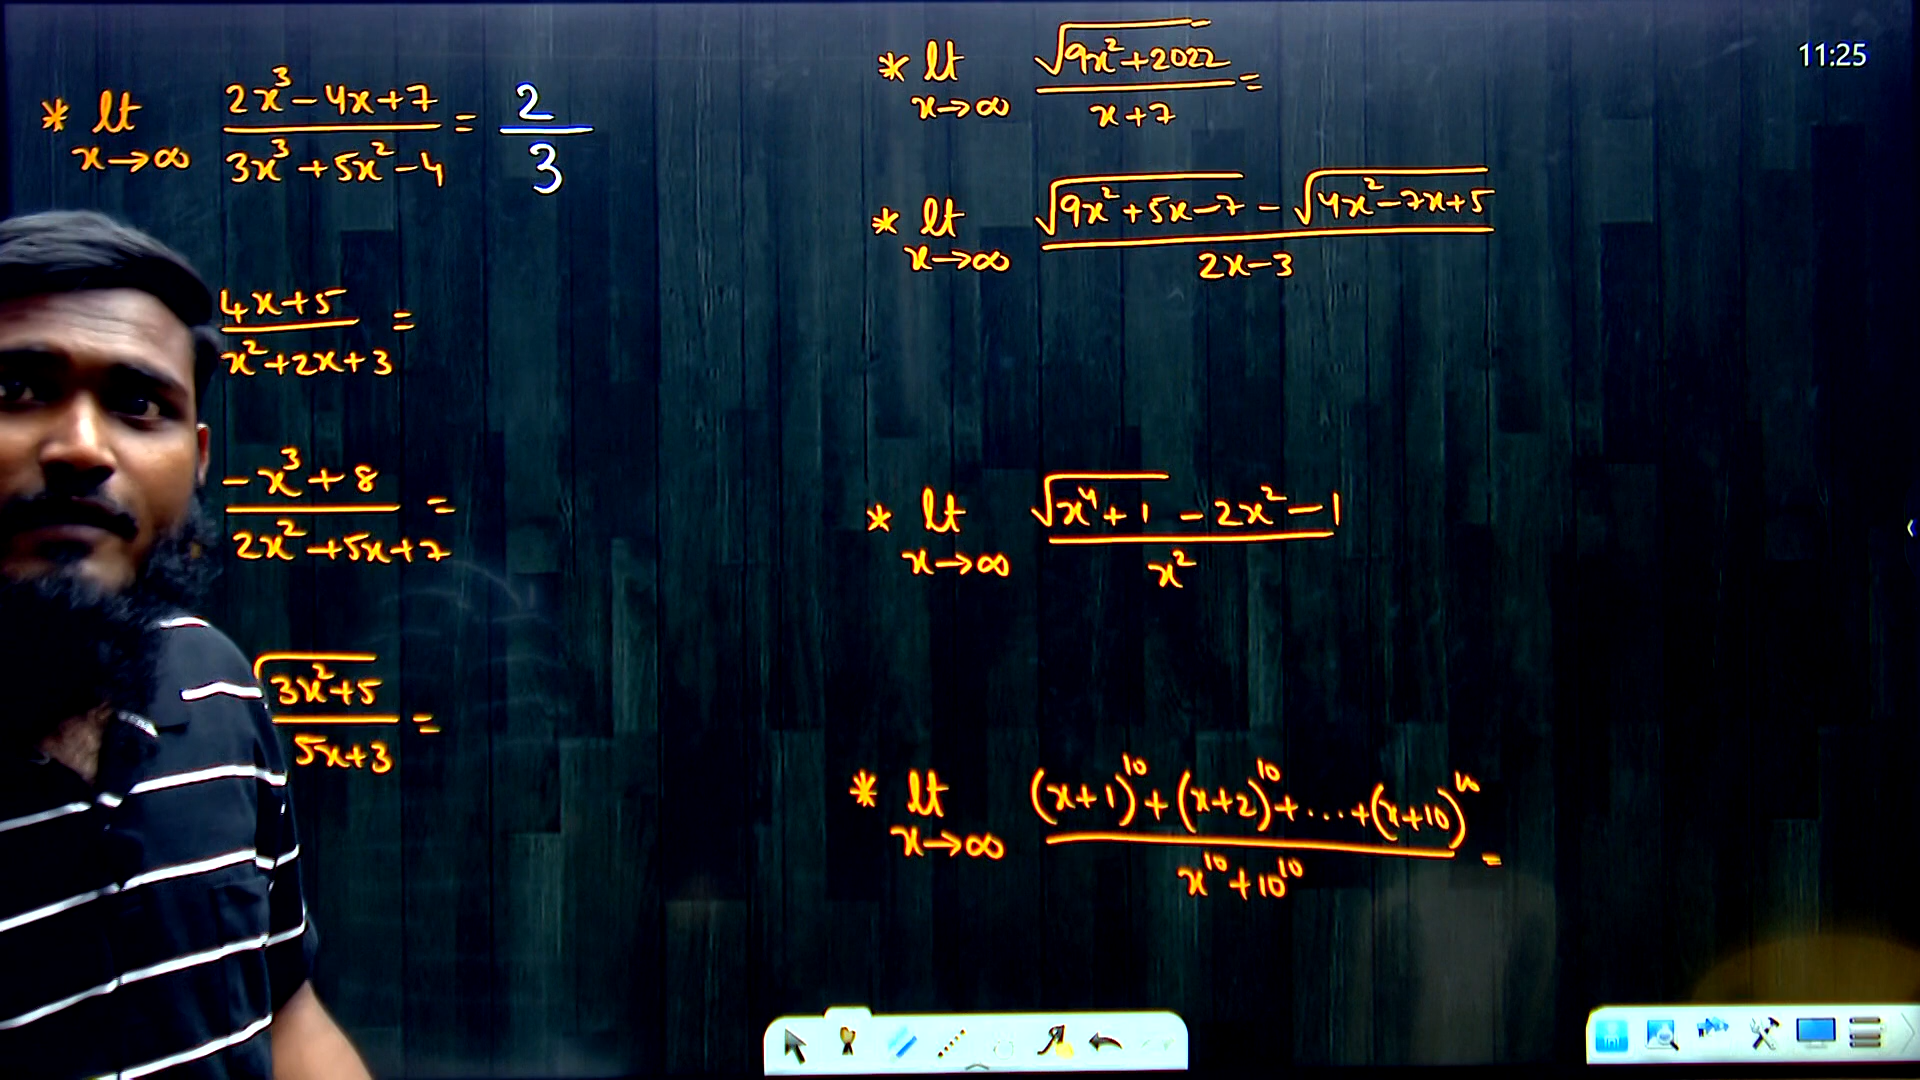 * lt x→∞ (2x³ - 4x + 7)/(3x³ + 5x² - 4) = 2/3
(4x + 5)/(x² + 2x + 3) =
(-x³ + 8)/(2x² + 5x + 7) =
√(3x² + 5)/(5x + 3) =
* lt x→∞ √(9x² + 2022)/(x + 7) =
* lt x→∞ (√(9x² + 5x - 7) - √(4x² - 7x + 5))/(2x - 3)
* lt x→∞ (√(x⁴ + 1) - 2x² - 1)/x²
* lt x→∞ ((x+1)¹⁰ + (x+2)¹⁰ + ... + (x+10)¹⁰)/(x¹⁰ + 10¹⁰) =
11:25